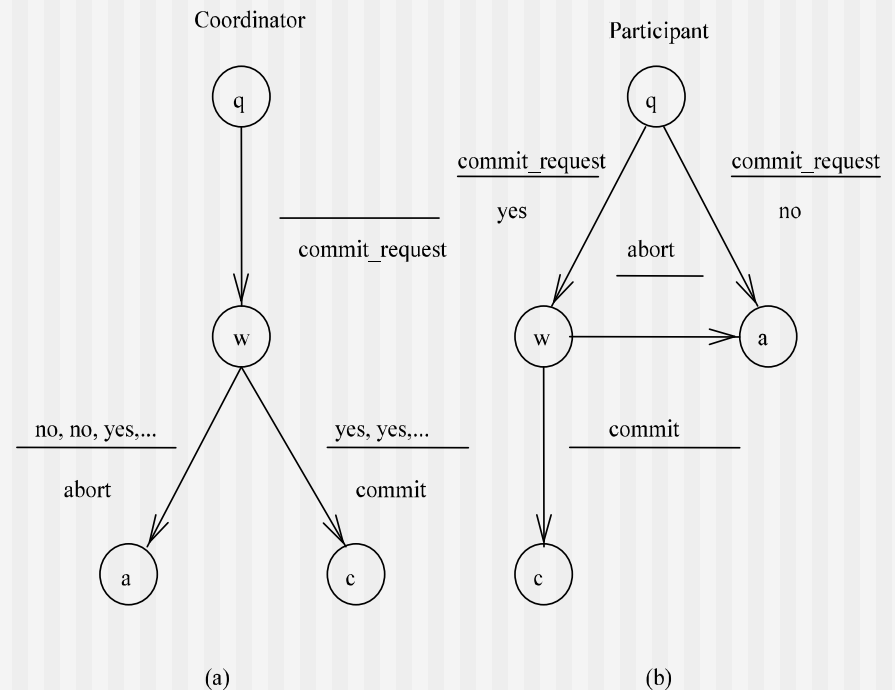 Coordinator
q
commit_request
w
no, no, yes,...
abort
yes, yes,...
commit
a
c
(a)
Participant
q
commit_request
yes
commit_request
no
abort
w
a
commit
c
(b)